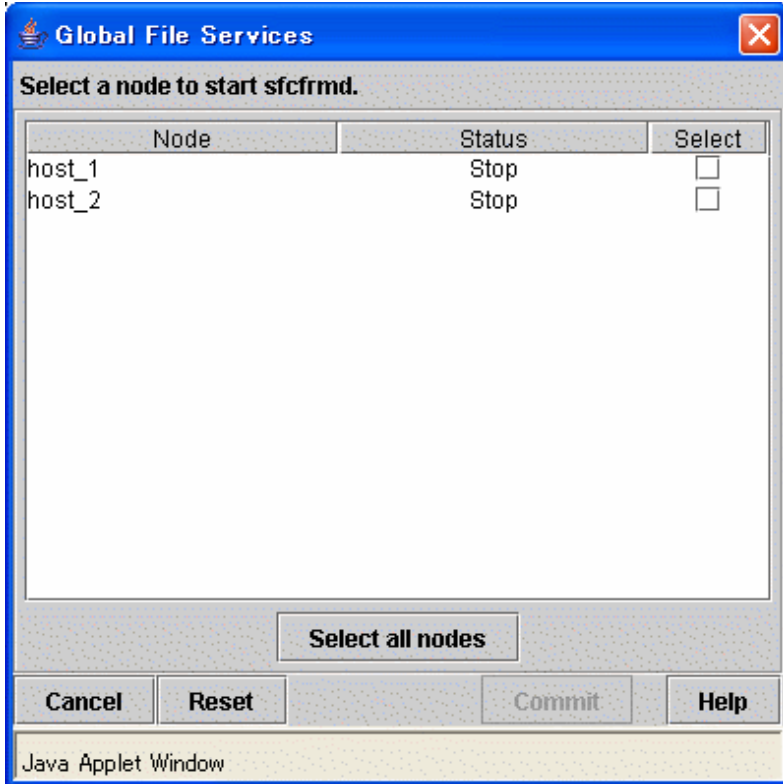 Global File Services
Select a node to start sfcfrmd.
Node Status Select
host_1 Stop
host_2 Stop
Select all nodes
Cancel Reset Commit Help
Java Applet Window